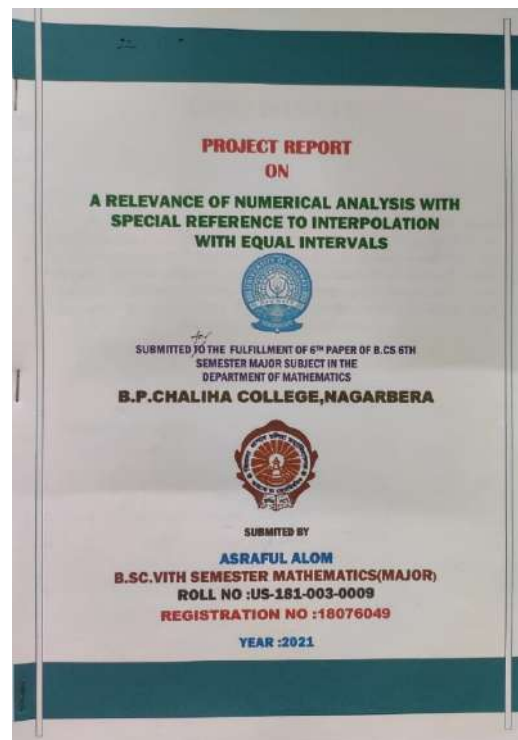 PROJECT REPORT
ON
A RELEVANCE OF NUMERICAL ANALYSIS WITH
SPECIAL REFERENCE TO INTERPOLATION
WITH EQUAL INTERVALS
SUBMITTED TO THE FULFILLMENT OF 6TH PAPER OF B.CS 6TH
SEMESTER MAJOR SUBJECT IN THE
DEPARTMENT OF MATHEMATICS
B.P.CHALIHA COLLEGE,NAGARBERA
SUBMITED BY
ASRAFUL ALOM
B.SC.VITH SEMESTER MATHEMATICS(MAJOR)
ROLL NO :US-181-003-0009
REGISTRATION NO :18076049
YEAR :2021